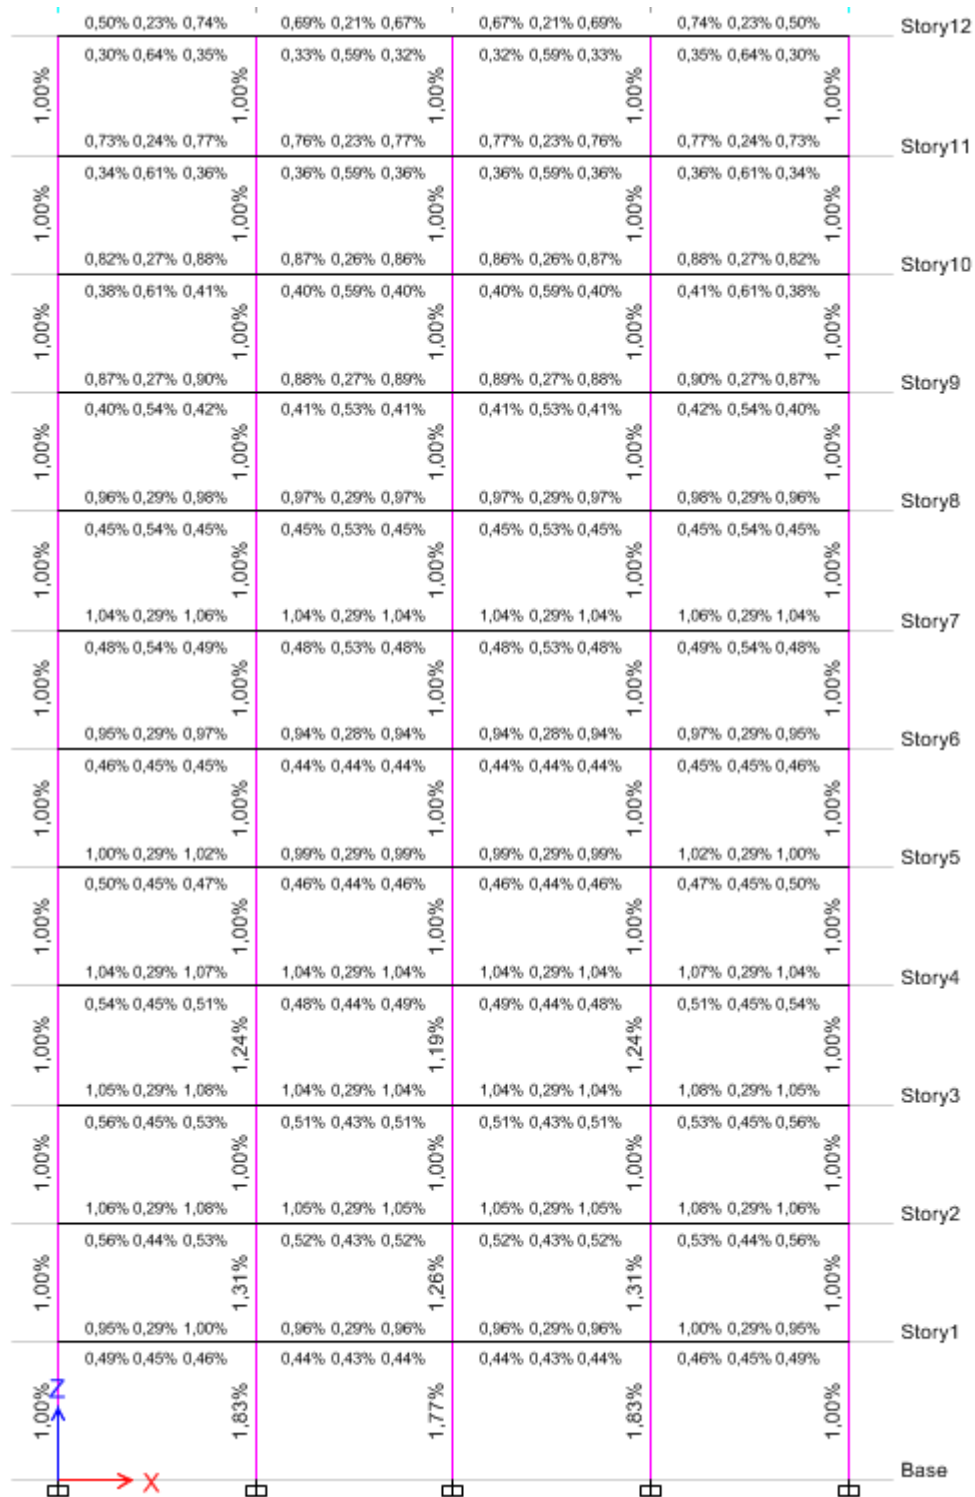 0,50% 0,23% 0,74% 0,69% 0,21% 0,67% 0,67% 0,21% 0,69% 0,74% 0,23% 0,50% Story12
0,30% 0,64% 0,35% 0,33% 0,59% 0,32% 0,32% 0,59% 0,33% 0,35% 0,64% 0,30%
1,00% 1,00% 1,00% 1,00% 1,00%
0,73% 0,24% 0,77% 0,76% 0,23% 0,77% 0,77% 0,23% 0,76% 0,77% 0,24% 0,73% Story11
0,34% 0,61% 0,36% 0,36% 0,59% 0,36% 0,36% 0,59% 0,36% 0,36% 0,61% 0,34%
1,00% 1,00% 1,00% 1,00% 1,00%
0,82% 0,27% 0,88% 0,87% 0,26% 0,86% 0,86% 0,26% 0,87% 0,88% 0,27% 0,82% Story10
0,38% 0,61% 0,41% 0,40% 0,59% 0,40% 0,40% 0,59% 0,40% 0,41% 0,61% 0,38%
1,00% 1,00% 1,00% 1,00% 1,00%
0,87% 0,27% 0,90% 0,88% 0,27% 0,89% 0,89% 0,27% 0,88% 0,90% 0,27% 0,87% Story9
0,40% 0,54% 0,42% 0,41% 0,53% 0,41% 0,41% 0,53% 0,41% 0,42% 0,54% 0,40%
1,00% 1,00% 1,00% 1,00% 1,00%
0,96% 0,29% 0,98% 0,97% 0,29% 0,97% 0,97% 0,29% 0,97% 0,98% 0,29% 0,96% Story8
0,45% 0,54% 0,45% 0,45% 0,53% 0,45% 0,45% 0,53% 0,45% 0,45% 0,54% 0,45%
1,00% 1,00% 1,00% 1,00% 1,00%
1,04% 0,29% 1,06% 1,04% 0,29% 1,04% 1,04% 0,29% 1,04% 1,06% 0,29% 1,04% Story7
0,48% 0,54% 0,49% 0,48% 0,53% 0,48% 0,48% 0,53% 0,48% 0,49% 0,54% 0,48%
1,00% 1,00% 1,00% 1,00% 1,00%
0,95% 0,29% 0,97% 0,94% 0,28% 0,94% 0,94% 0,28% 0,94% 0,97% 0,29% 0,95% Story6
0,46% 0,45% 0,45% 0,44% 0,44% 0,44% 0,44% 0,44% 0,44% 0,45% 0,45% 0,46%
1,00% 1,00% 1,00% 1,00% 1,00%
1,00% 0,29% 1,02% 0,99% 0,29% 0,99% 0,99% 0,29% 0,99% 1,02% 0,29% 1,00% Story5
0,50% 0,45% 0,47% 0,46% 0,44% 0,46% 0,46% 0,44% 0,46% 0,47% 0,45% 0,50%
1,00% 1,00% 1,00% 1,00% 1,00%
1,04% 0,29% 1,07% 1,04% 0,29% 1,04% 1,04% 0,29% 1,04% 1,07% 0,29% 1,04% Story4
0,54% 0,45% 0,51% 0,48% 0,44% 0,49% 0,49% 0,44% 0,48% 0,51% 0,45% 0,54%
1,00% 1,24% 1,19% 1,24% 1,00%
1,05% 0,29% 1,08% 1,04% 0,29% 1,04% 1,04% 0,29% 1,04% 1,08% 0,29% 1,05% Story3
0,56% 0,45% 0,53% 0,51% 0,43% 0,51% 0,51% 0,43% 0,51% 0,53% 0,45% 0,56%
1,00% 1,00% 1,00% 1,00% 1,00%
1,06% 0,29% 1,08% 1,05% 0,29% 1,05% 1,05% 0,29% 1,05% 1,08% 0,29% 1,06% Story2
0,56% 0,44% 0,53% 0,52% 0,43% 0,52% 0,52% 0,43% 0,52% 0,53% 0,44% 0,56%
1,00% 1,31% 1,26% 1,31% 1,00%
0,95% 0,29% 1,00% 0,96% 0,29% 0,96% 0,96% 0,29% 0,96% 1,00% 0,29% 0,95% Story1
0,49% 0,45% 0,46% 0,44% 0,43% 0,44% 0,44% 0,43% 0,44% 0,46% 0,45% 0,49%
1,00% 1,83% 1,77% 1,83% 1,00%
Z
X
Base